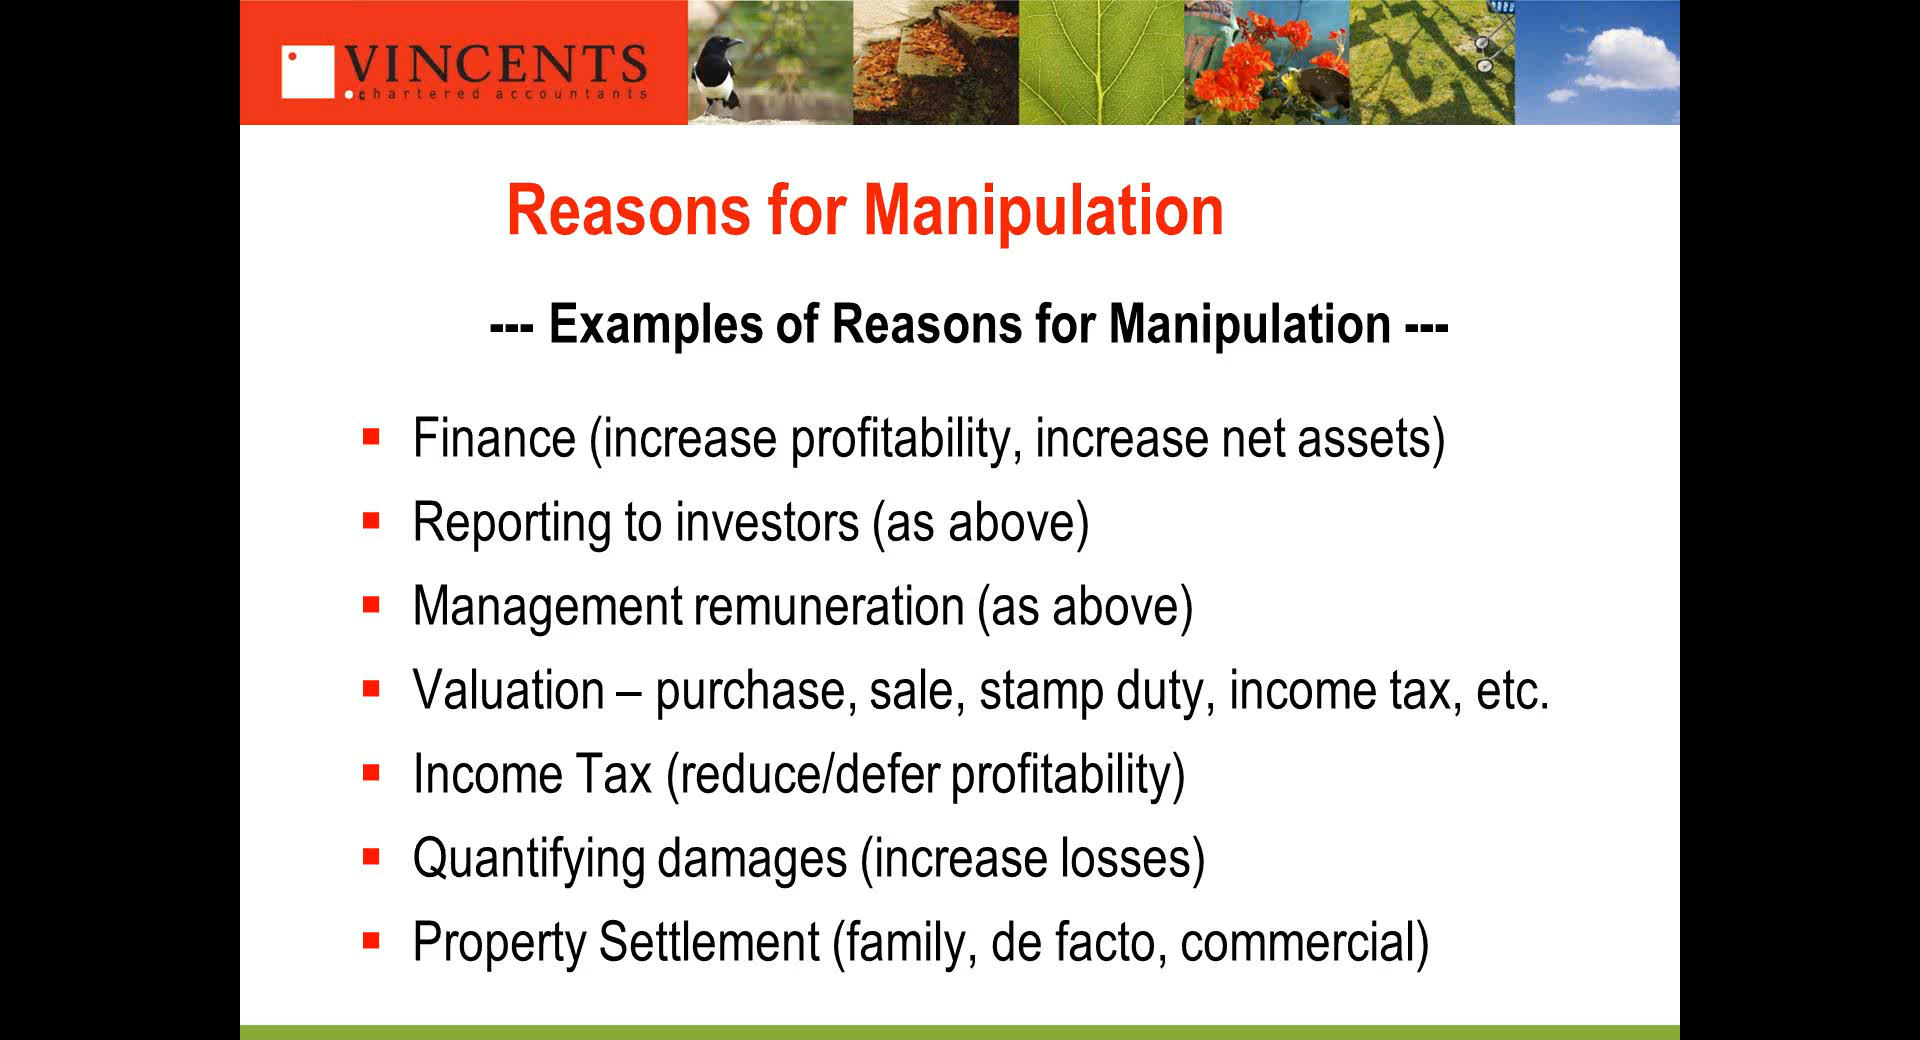 VINCENTS
chartered accountants
Reasons for Manipulation
--- Examples of Reasons for Manipulation ---
Finance (increase profitability, increase net assets)
Reporting to investors (as above)
Management remuneration (as above)
Valuation – purchase, sale, stamp duty, income tax, etc.
Income Tax (reduce/defer profitability)
Quantifying damages (increase losses)
Property Settlement (family, de facto, commercial)